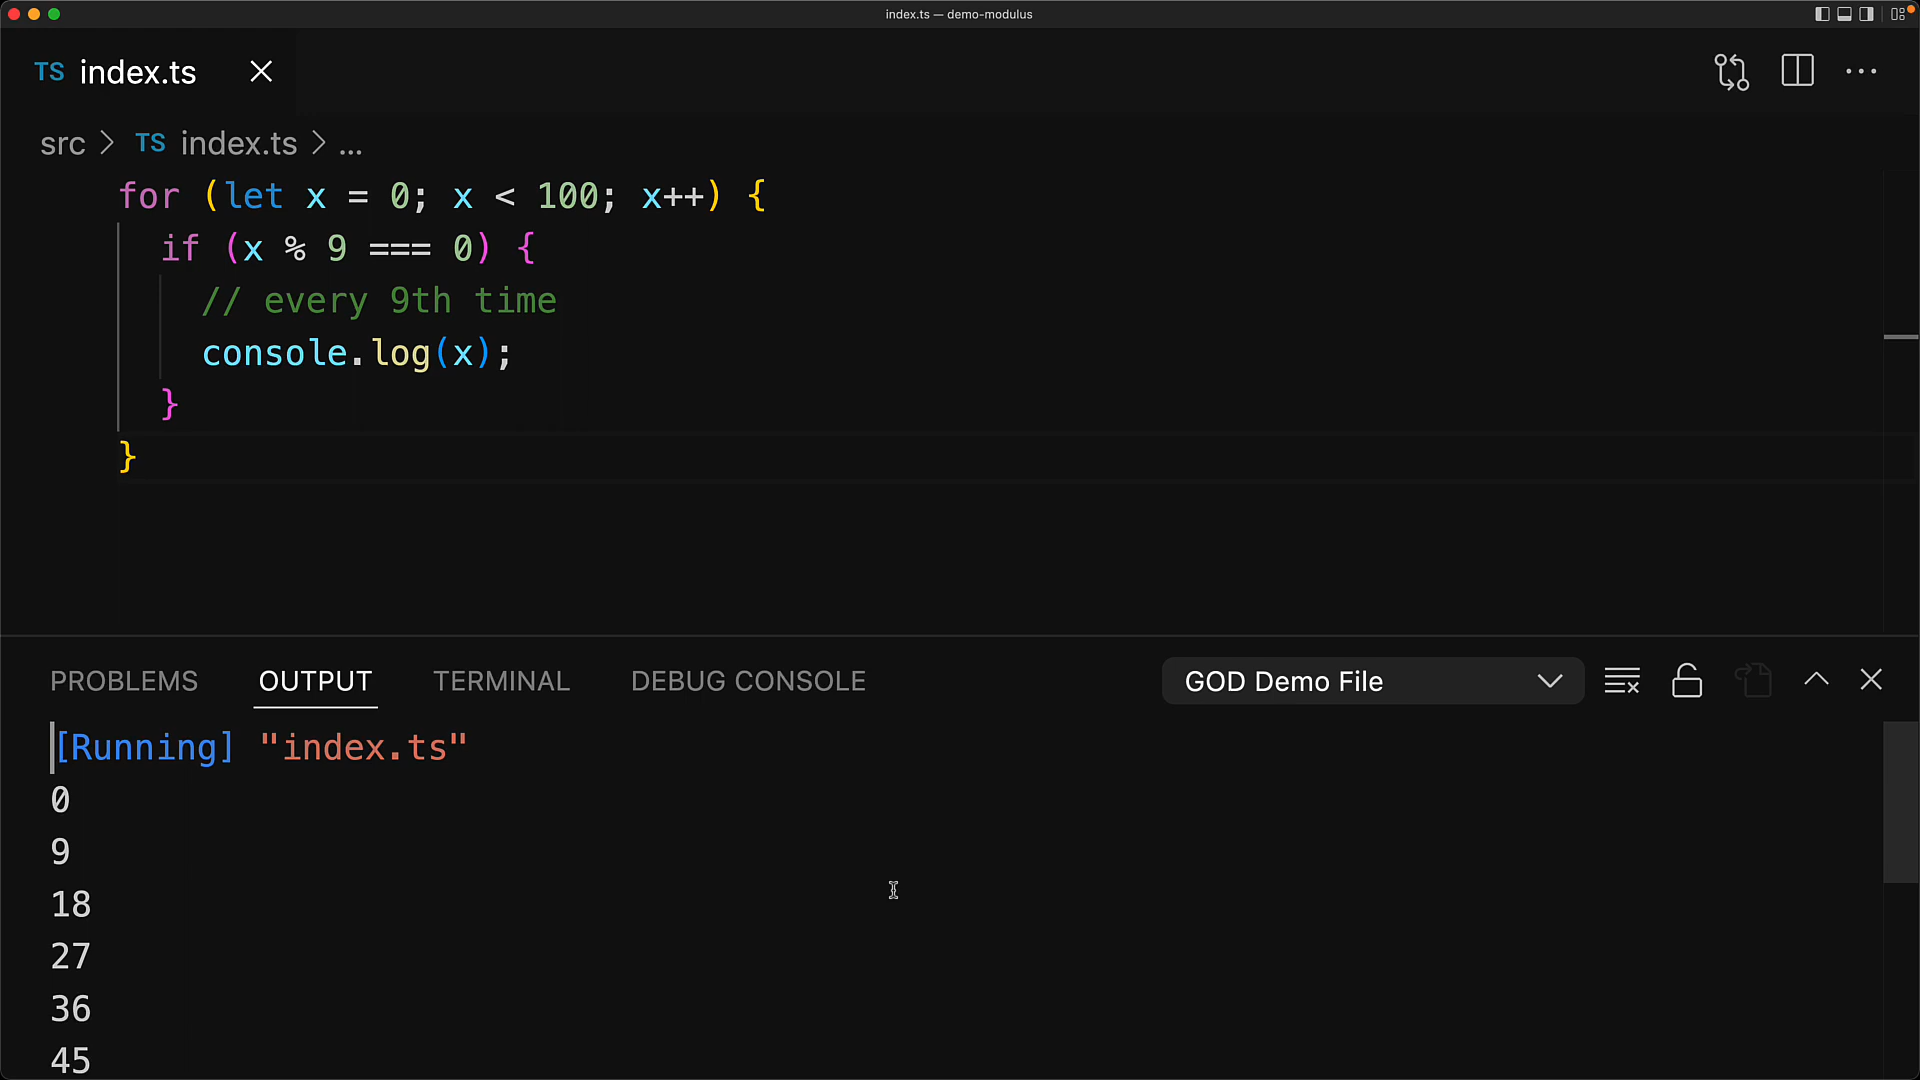 index.ts — demo-modulus
TS index.ts
src > TS index.ts > ...
for (let x = 0; x < 100; x++) {
if (x % 9 === 0) {
// every 9th time
console.log(x);
}
}
PROBLEMS OUTPUT TERMINAL DEBUG CONSOLE GOD Demo File
[Running] "index.ts"
0
9
18
27
36
45